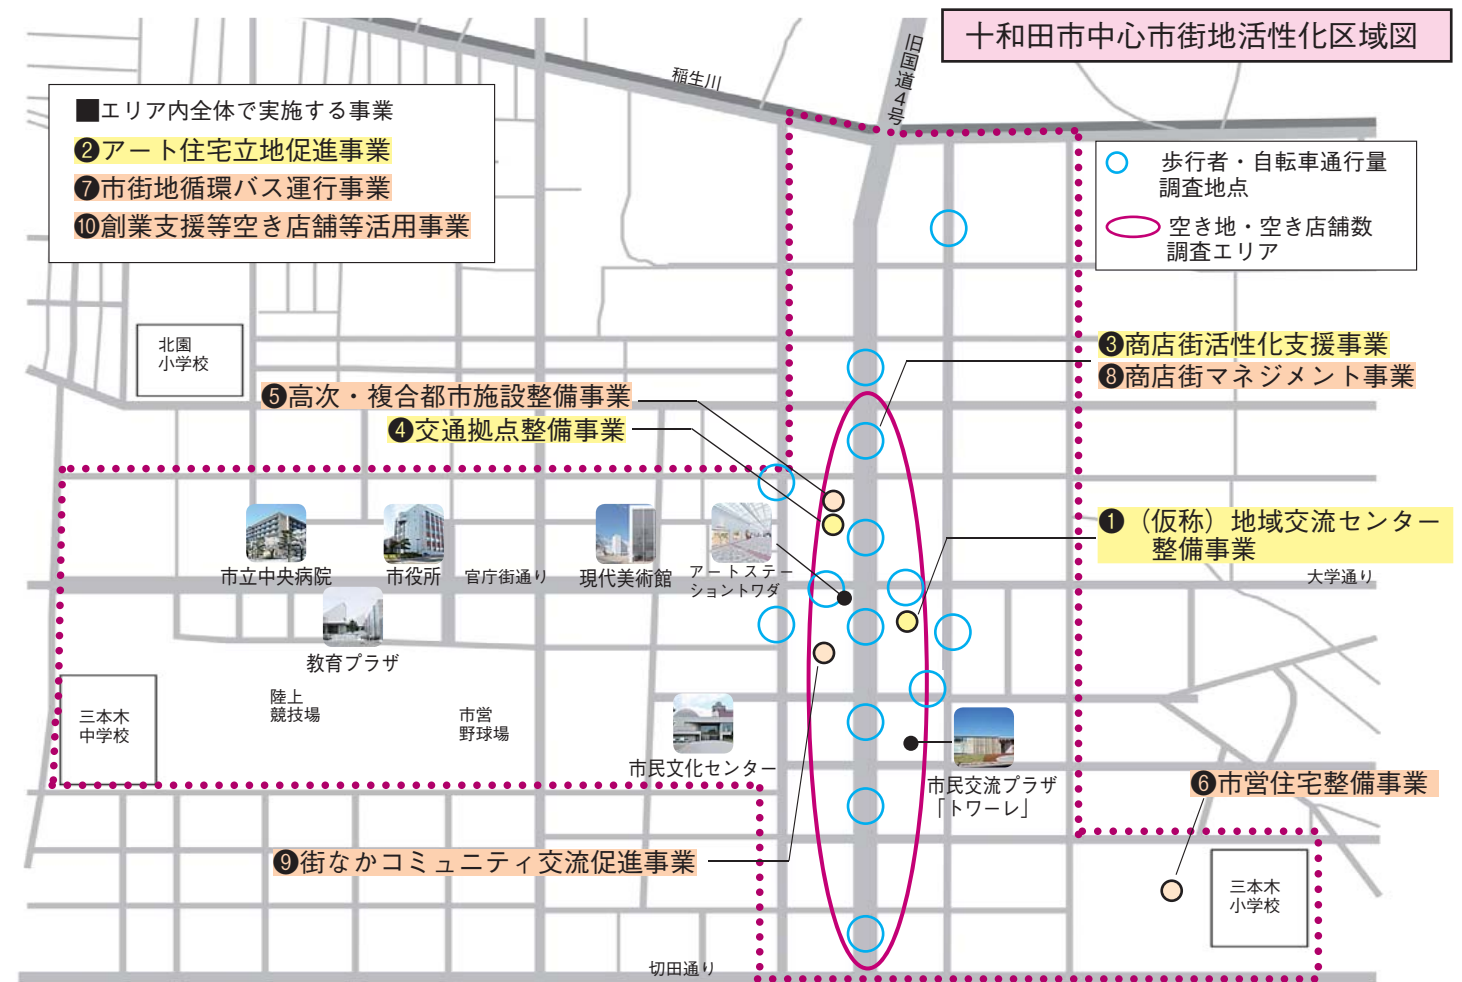 十和田市中心市街地活性化区域図
旧国道4号
稲生川
■エリア内全体で実施する事業
❷アート住宅立地促進事業
❼市街地循環バス運行事業
❿創業支援等空き店舗等活用事業
歩行者・自転車通行量
調査地点
空き地・空き店舗数
調査エリア
北園
小学校
❸商店街活性化支援事業
❽商店街マネジメント事業
❺高次・複合都市施設整備事業
❹交通拠点整備事業
❶（仮称）地域交流センター
整備事業
市立中央病院
市役所
官庁街通り
現代美術館
アートステー
ショントワダ
大学通り
教育プラザ
三本木
中学校
陸上
競技場
市営
野球場
市民文化センター
市民交流プラザ
「トワーレ」
❻市営住宅整備事業
❾街なかコミュニティ交流促進事業
三本木
小学校
切田通り